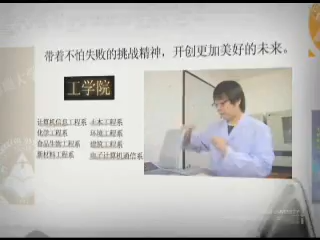 带着不怕失败的挑战精神，开创更加美好的未来。
工学院
计算机信息工程系 土木工程系
化学工程系 环境工程系
食品生物工程系 建筑工程系
新材料工程系 电子计算机通信系